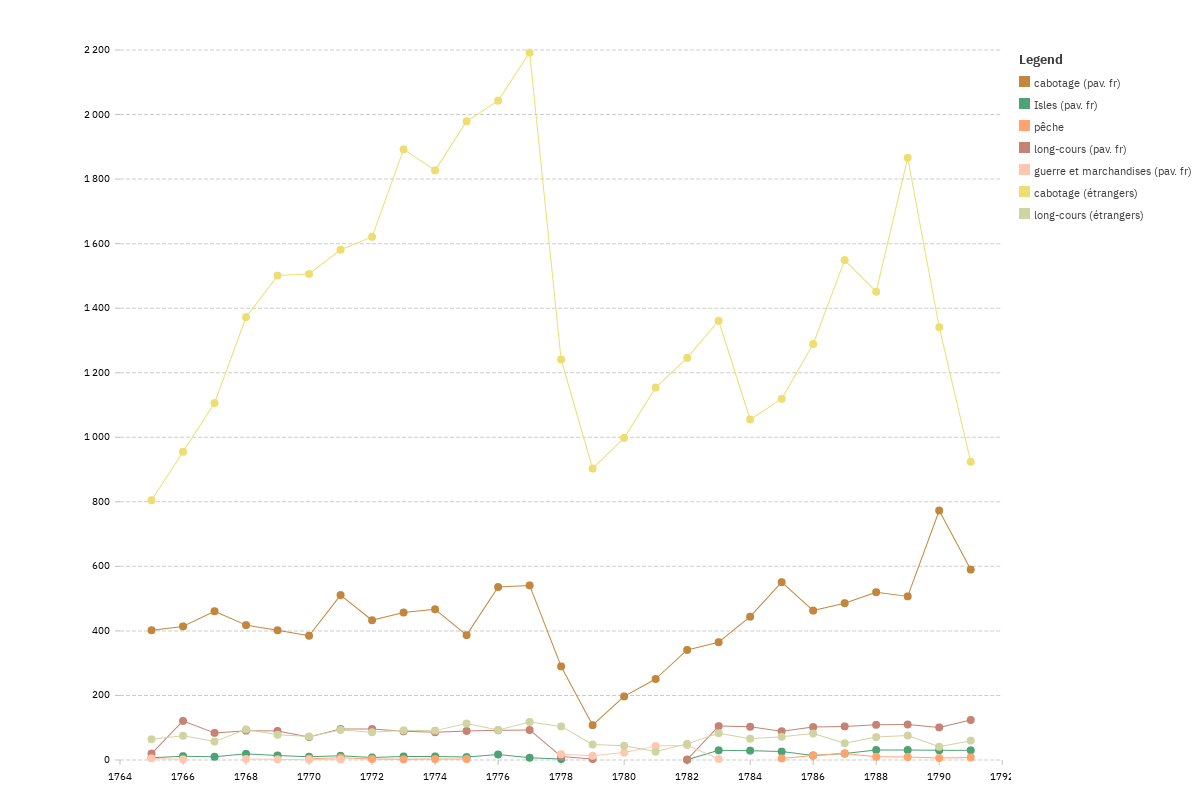 2 200
2 000
1 800
1 600
1 400
1 200
1 000
800
600
400
200
0
1764 1766 1768 1770 1772 1774 1776 1778 1780 1782 1784 1786 1788 1790 1792
Legend
cabotage (pav. fr)
Isles (pav. fr)
pêche
long-cours (pav. fr)
guerre et marchandises (pav. fr)
cabotage (étrangers)
long-cours (étrangers)